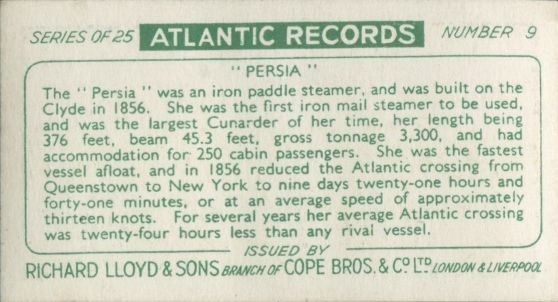 SERIES OF 25 ATLANTIC RECORDS NUMBER 9
"PERSIA"
The "Persia" was an iron paddle steamer, and was built on the
Clyde in 1856. She was the first iron mail steamer to be used,
and was the largest Cunarder of her time, her length being
376 feet, beam 45.3 feet, gross tonnage 3,300, and had
accommodation for 250 cabin passengers. She was the fastest
vessel afloat, and in 1856 reduced the Atlantic crossing from
Queenstown to New York to nine days twenty-one hours and
forty-one minutes, or at an average speed of approximately
thirteen knots. For several years her average Atlantic crossing
was twenty-four hours less than any rival vessel.
ISSUED BY
RICHARD LLOYD & SONS BRANCH OF COPE BROS. & CO LTD LONDON & LIVERPOOL